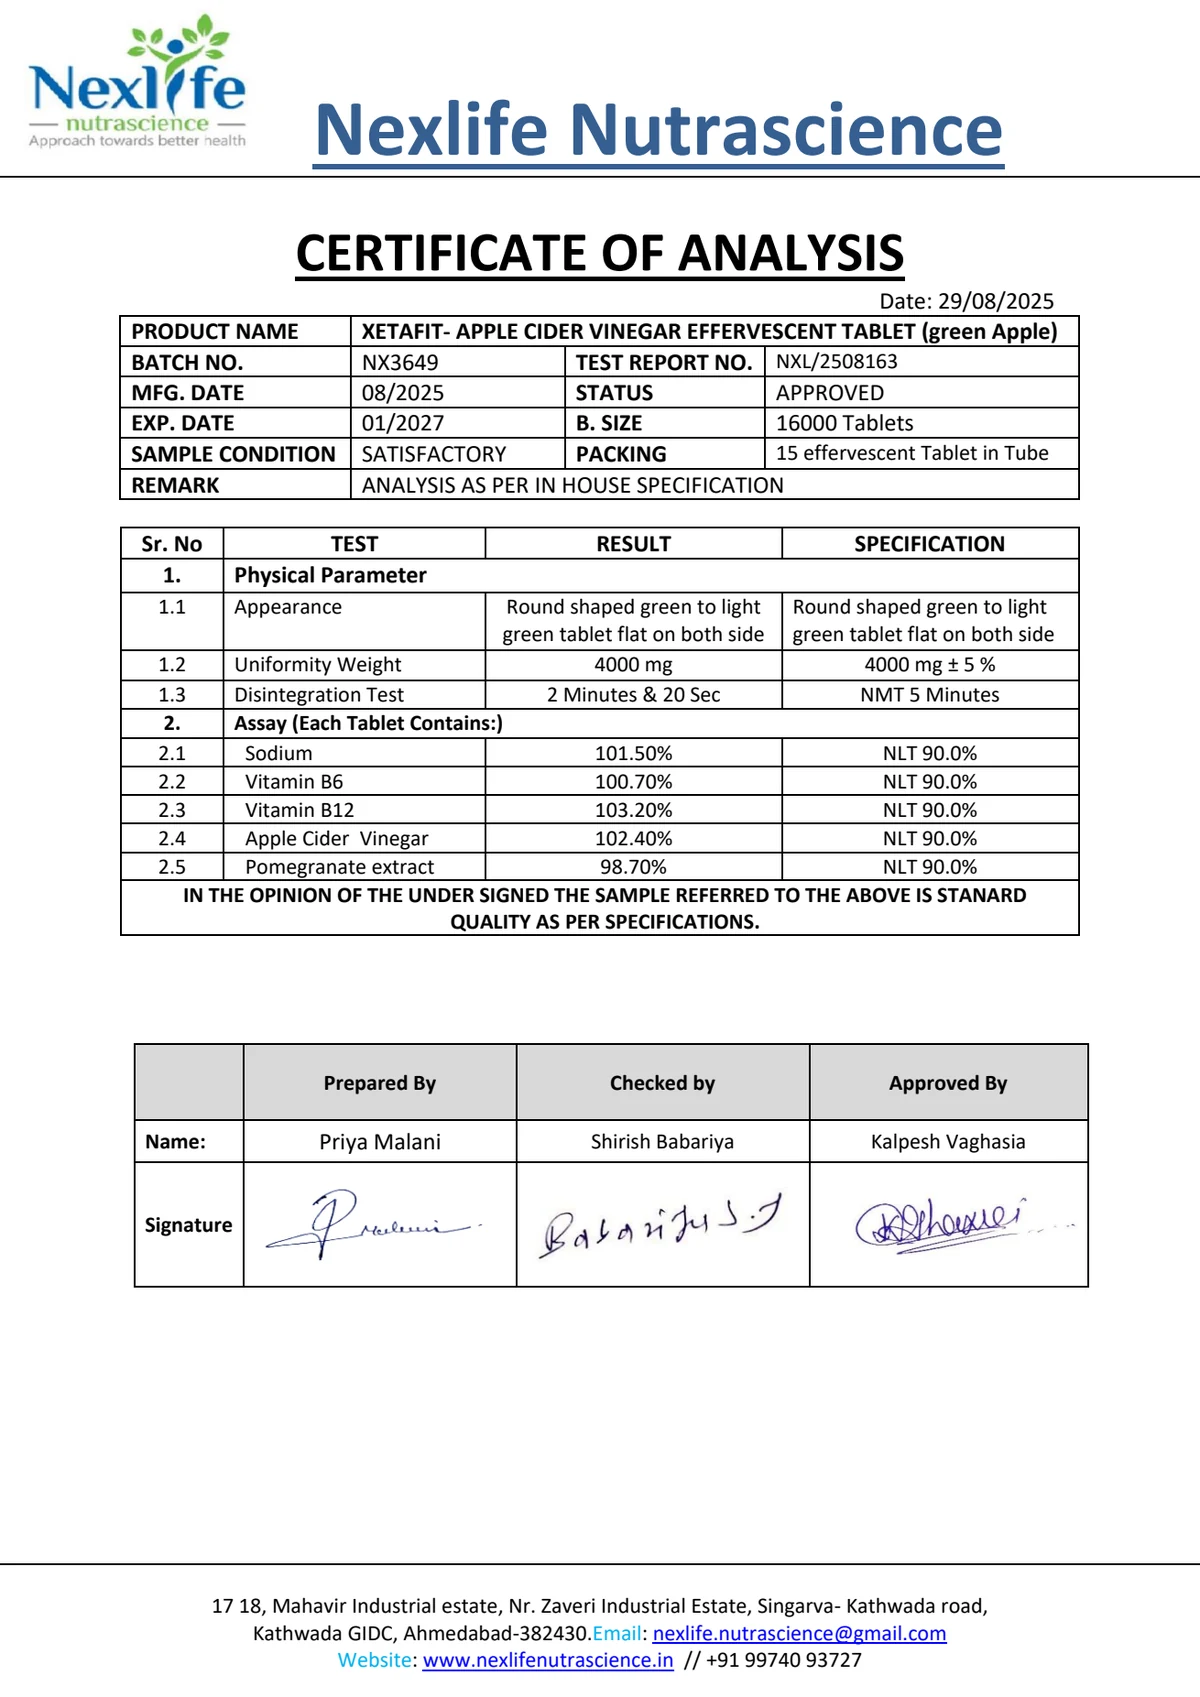 Nexlife
nutrascience
Approach towards better health
Nexlife Nutrascience
CERTIFICATE OF ANALYSIS
Date: 29/08/2025
PRODUCT NAME XETAFIT- APPLE CIDER VINEGAR EFFERVESCENT TABLET (green Apple)
BATCH NO. NX3649 TEST REPORT NO. NXL/2508163
MFG. DATE 08/2025 STATUS APPROVED
EXP. DATE 01/2027 B. SIZE 16000 Tablets
SAMPLE CONDITION SATISFACTORY PACKING 15 effervescent Tablet in Tube
REMARK ANALYSIS AS PER IN HOUSE SPECIFICATION
Sr. No TEST RESULT SPECIFICATION
1. Physical Parameter
1.1 Appearance Round shaped green to light Round shaped green to light
green tablet flat on both side green tablet flat on both side
1.2 Uniformity Weight 4000 mg 4000 mg ± 5 %
1.3 Disintegration Test 2 Minutes & 20 Sec NMT 5 Minutes
2. Assay (Each Tablet Contains:)
2.1 Sodium 101.50% NLT 90.0%
2.2 Vitamin B6 100.70% NLT 90.0%
2.3 Vitamin B12 103.20% NLT 90.0%
2.4 Apple Cider Vinegar 102.40% NLT 90.0%
2.5 Pomegranate extract 98.70% NLT 90.0%
IN THE OPINION OF THE UNDER SIGNED THE SAMPLE REFERRED TO THE ABOVE IS STANARD
QUALITY AS PER SPECIFICATIONS.
Prepared By Checked by Approved By
Name: Priya Malani Shirish Babariya Kalpesh Vaghasia
Signature
17 18, Mahavir Industrial estate, Nr. Zaveri Industrial Estate, Singarva- Kathwada road,
Kathwada GIDC, Ahmedabad-382430.Email: nexlife.nutrascience@gmail.com
Website: www.nexlifenutrascience.in // +91 99740 93727